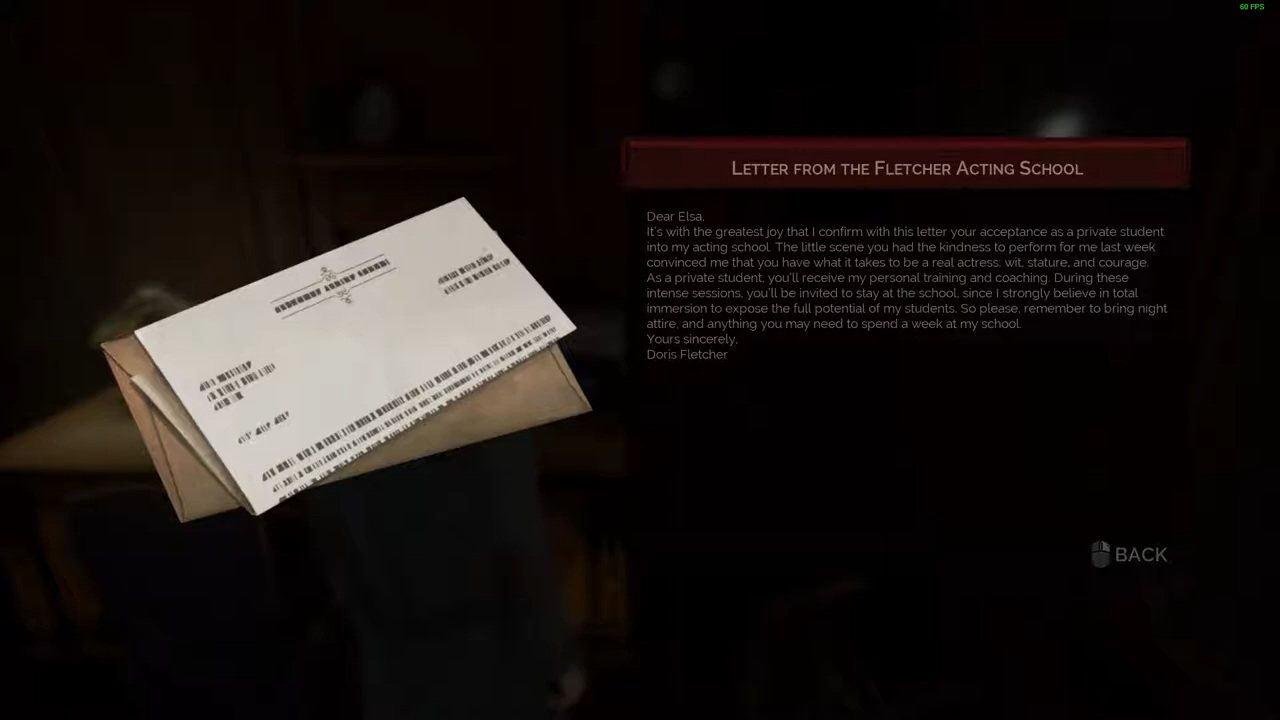 60 FPS
Letter from the Fletcher Acting School
Dear Elsa,
It's with the greatest joy that I confirm with this letter your acceptance as a private student
into my acting school. The little scene you had the kindness to perform for me last week
convinced me that you have what it takes to be a real actress: wit, stature, and courage.
As a private student, you'll receive my personal training and coaching. During these
intense sessions, you'll be invited to stay at the school, since I strongly believe in total
immersion to expose the full potential of my students. So please, remember to bring night
attire, and anything you may need to spend a week at my school.
Yours sincerely,
Doris Fletcher
BACK